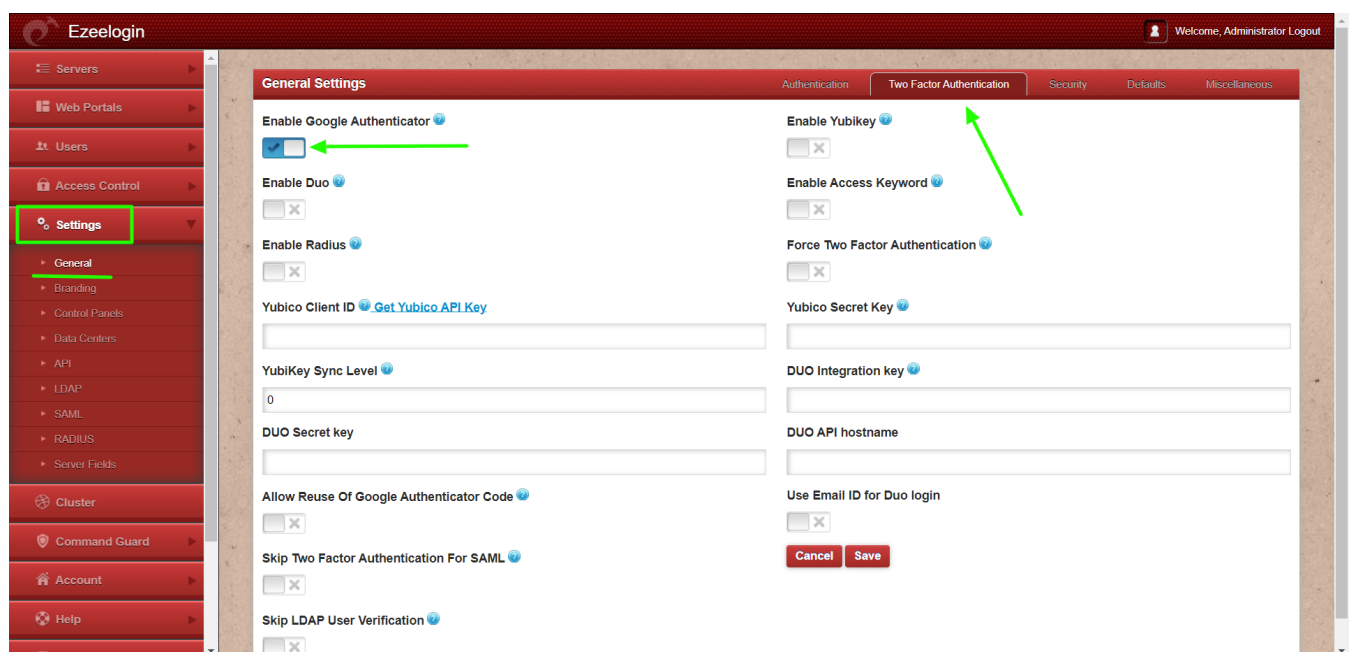 Ezeelogin
Welcome, Administrator Logout
Servers
Web Portals
Users
Access Control
Settings
General
Branding
Control Panels
Data Centers
API
LDAP
SAML
RADIUS
Server Fields
Cluster
Command Guard
Account
Help
General Settings
Authentication Two Factor Authentication Security Defaults Miscellaneous
Enable Google Authenticator
Enable Yubikey
Enable Duo
Enable Access Keyword
Enable Radius
Force Two Factor Authentication
Yubico Client ID Get Yubico API Key
Yubico Secret Key
YubiKey Sync Level
0
DUO Integration key
DUO Secret key
DUO API hostname
Allow Reuse Of Google Authenticator Code
Use Email ID for Duo login
Skip Two Factor Authentication For SAML
Cancel Save
Skip LDAP User Verification